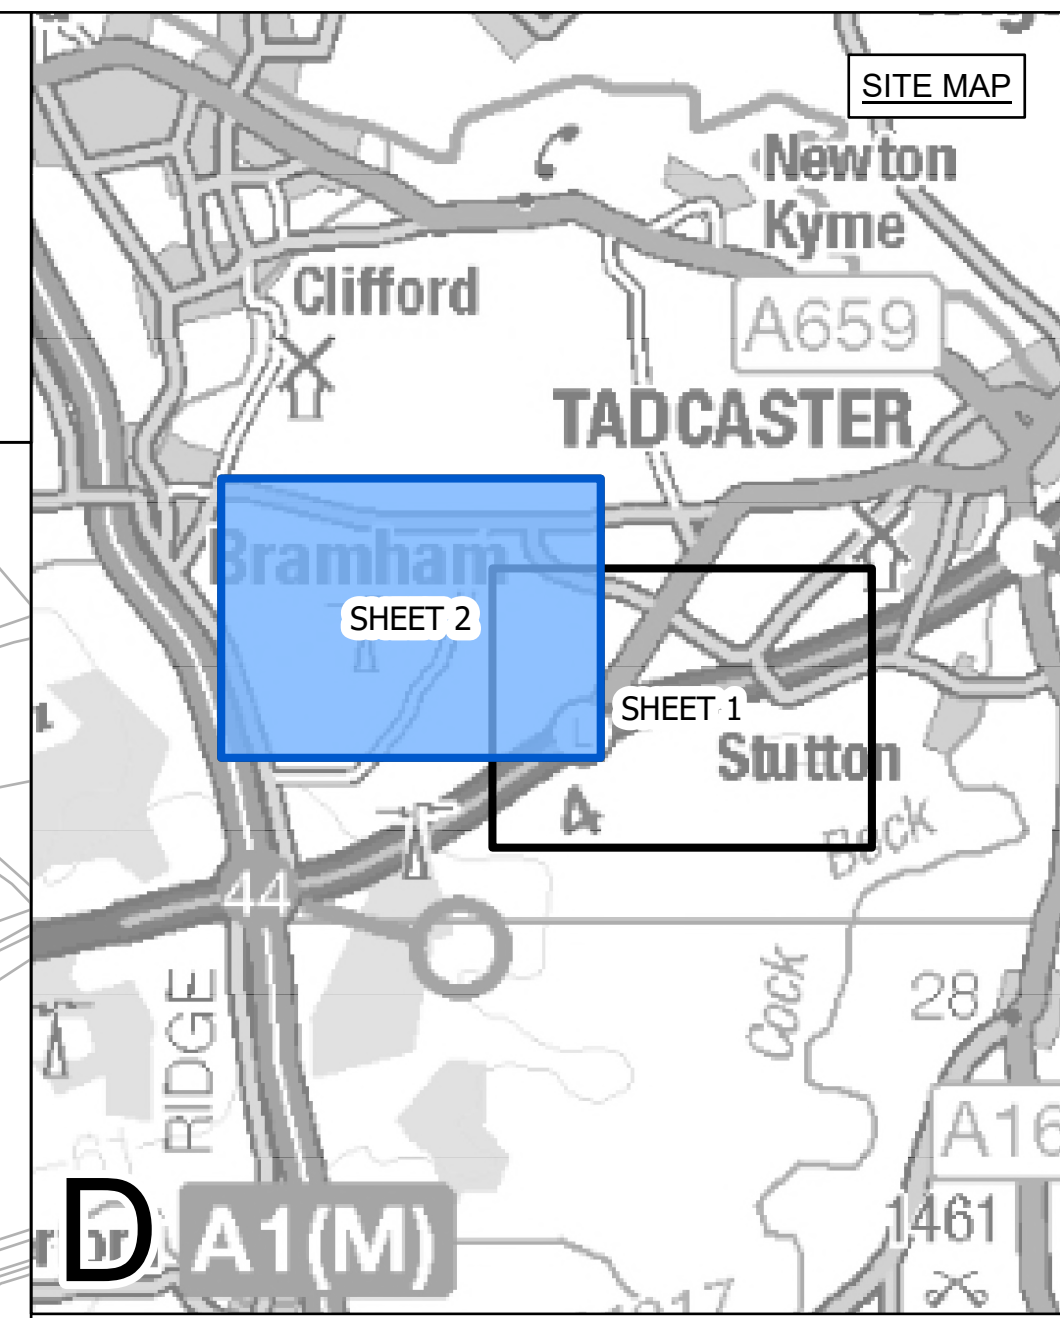 SITE MAP
Newton
Kyme
Clifford
A659
TADCASTER
Bramham
SHEET 2
SHEET 1
Stutton
Beck
44
Cock
28
RIDGE
A16
61
1461
D
A1(M)